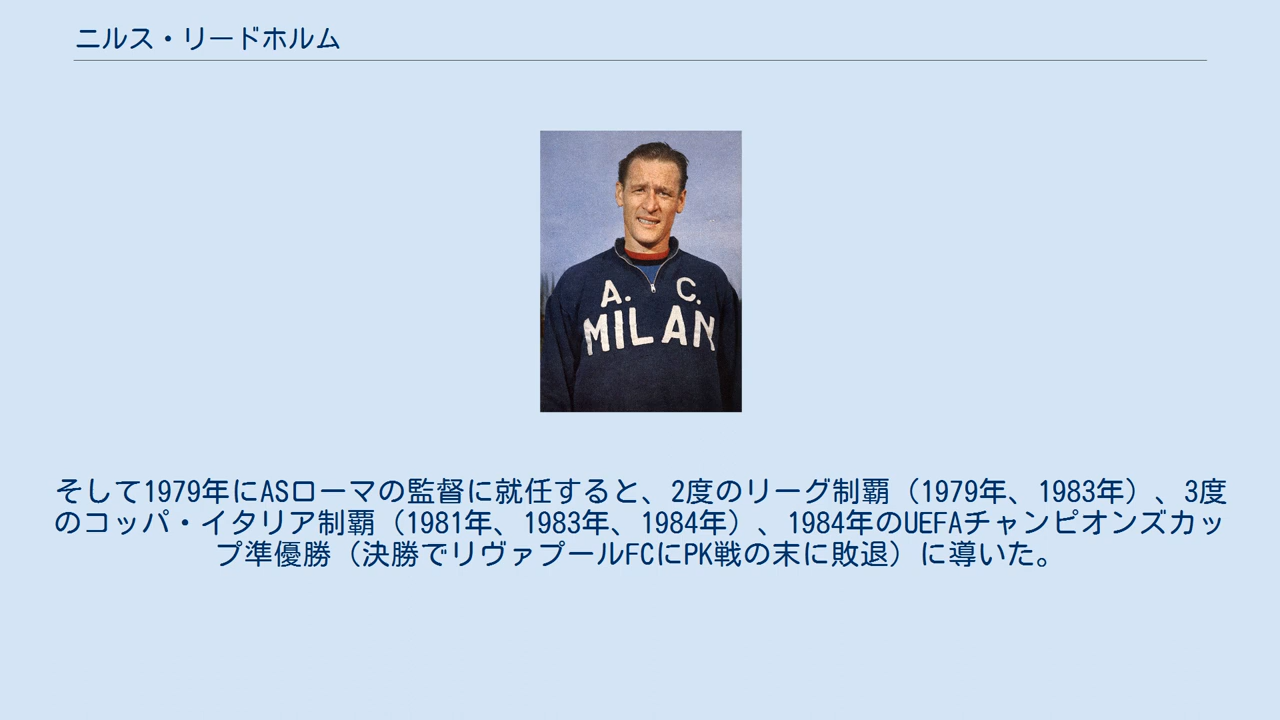 ニルス・リードホルム
A. C.
MILAN
そして1979年にASローマの監督に就任すると、2度のリーグ制覇（1979年、1983年）、3度
のコッパ・イタリア制覇（1981年、1983年、1984年）、1984年のUEFAチャンピオンズカッ
プ準優勝（決勝でリヴァプールFCにPK戦の末に敗退）に導いた。